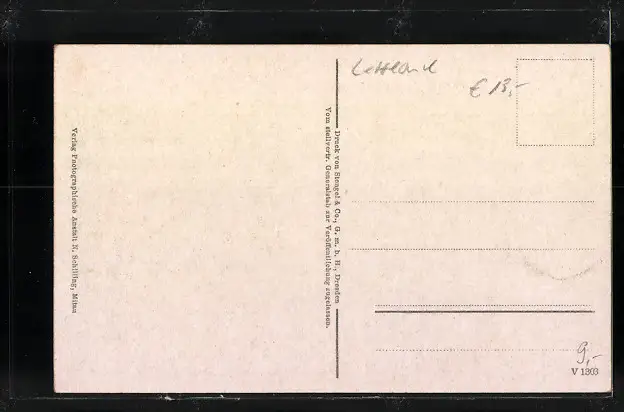 Lettland
€ 13,-
Verlag Photographische Anstalt N. Schilling, Mitau
Druck von Stengel & Co., G. m. b. H., Dresden
Vom stellvertr. Generalstab zur Veröffentlichung zugelassen.
9,-
V 1303